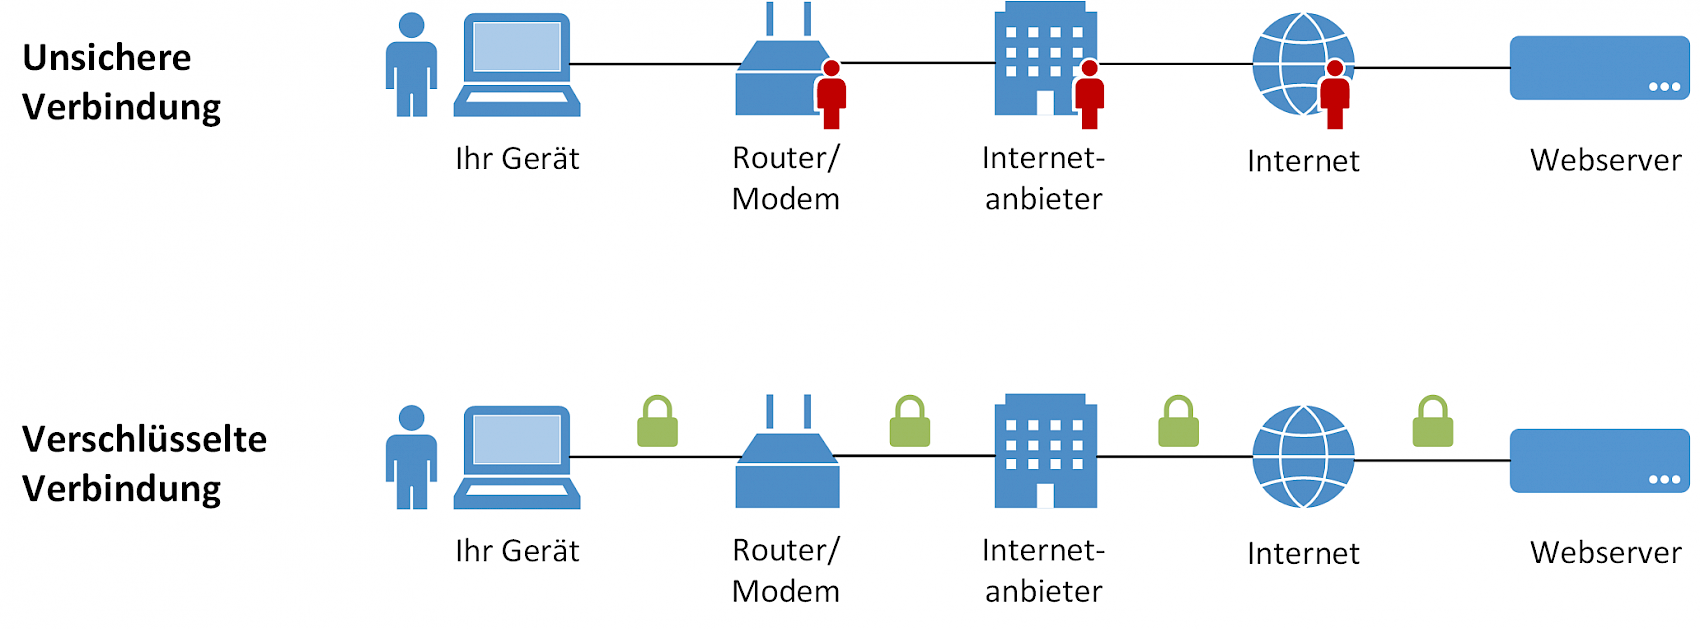 Unsichere
Verbindung
Ihr Gerät
Router/
Modem
Internet-
anbieter
Internet
Webserver
Verschlüsselte
Verbindung
Ihr Gerät
Router/
Modem
Internet-
anbieter
Internet
Webserver